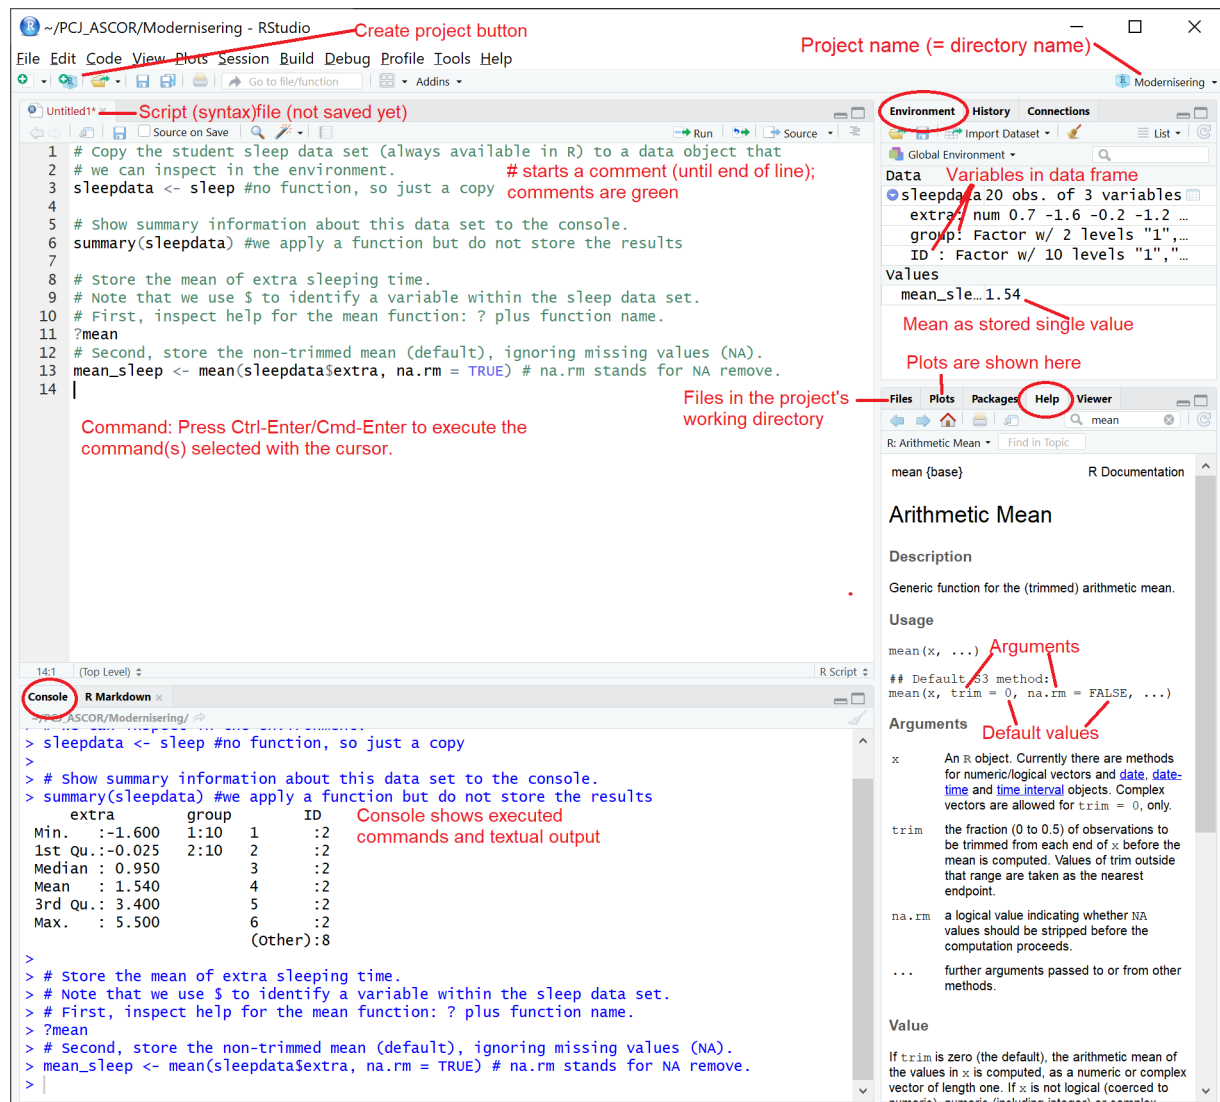 ~/PCJ_ASCOR/Modernisering - RStudio
Create project button
Project name (= directory name)
File Edit Code View Plots Session Build Debug Profile Tools Help
Go to file/function
Addins
Modernisering
Untitled1*
Script (syntax)file (not saved yet)
Source on Save
Run
Source
1 # Copy the student sleep data set (always available in R) to a data object that
2 # we can inspect in the environment.
3 sleepdata <- sleep #no function, so just a copy
# starts a comment (until end of line);
comments are green
4
5 # Show summary information about this data set to the console.
6 summary(sleepdata) #we apply a function but do not store the results
7
8 # Store the mean of extra sleeping time.
9 # Note that we use $ to identify a variable within the sleep data set.
10 # First, inspect help for the mean function: ? plus function name.
11 ?mean
12 # Second, store the non-trimmed mean (default), ignoring missing values (NA).
13 mean_sleep <- mean(sleepdata$extra, na.rm = TRUE) # na.rm stands for NA remove.
14
Command: Press Ctrl-Enter/Cmd-Enter to execute the
command(s) selected with the cursor.
14:1 (Top Level) R Script
Environment History Connections
Import Dataset List
Global Environment
Data
Variables in data frame
sleepdata 20 obs. of 3 variables
extra: num 0.7 -1.6 -0.2 -1.2 ...
group: Factor w/ 2 levels "1",…
ID : Factor w/ 10 levels "1","…
Values
mean_sle… 1.54
Mean as stored single value
Plots are shown here
Files in the project's
working directory
Files Plots Packages Help Viewer
mean
R: Arithmetic Mean Find in Topic
mean {base} R Documentation
Arithmetic Mean
Description
Generic function for the (trimmed) arithmetic mean.
Usage
mean(x, ...)
Arguments
## Default S3 method:
mean(x, trim = 0, na.rm = FALSE, ...)
Arguments
Default values
x An R object. Currently there are methods
for numeric/logical vectors and date, date-
time and time interval objects. Complex
vectors are allowed for trim = 0, only.
trim the fraction (0 to 0.5) of observations to
be trimmed from each end of x before the
mean is computed. Values of trim outside
that range are taken as the nearest
endpoint.
na.rm a logical value indicating whether NA
values should be stripped before the
computation proceeds.
... further arguments passed to or from other
methods.
Value
If trim is zero (the default), the arithmetic mean of
the values in x is computed, as a numeric or complex
vector of length one. If x is not logical (coerced to
numeric), numeric (including integer) or complex,
Console R Markdown
~/PCJ_ASCOR/Modernisering/
> # we can inspect in the environment.
> sleepdata <- sleep #no function, so just a copy
>
> # Show summary information about this data set to the console.
> summary(sleepdata) #we apply a function but do not store the results
extra group ID
Min. :-1.600 1:10 1 :2
1st Qu.:-0.025 2:10 2 :2
Median : 0.950 3 :2
Mean : 1.540 4 :2
3rd Qu.: 3.400 5 :2
Max. : 5.500 6 :2
(Other):8
Console shows executed
commands and textual output
>
> # Store the mean of extra sleeping time.
> # Note that we use $ to identify a variable within the sleep data set.
> # First, inspect help for the mean function: ? plus function name.
> ?mean
> # Second, store the non-trimmed mean (default), ignoring missing values (NA).
> mean_sleep <- mean(sleepdata$extra, na.rm = TRUE) # na.rm stands for NA remove.
>